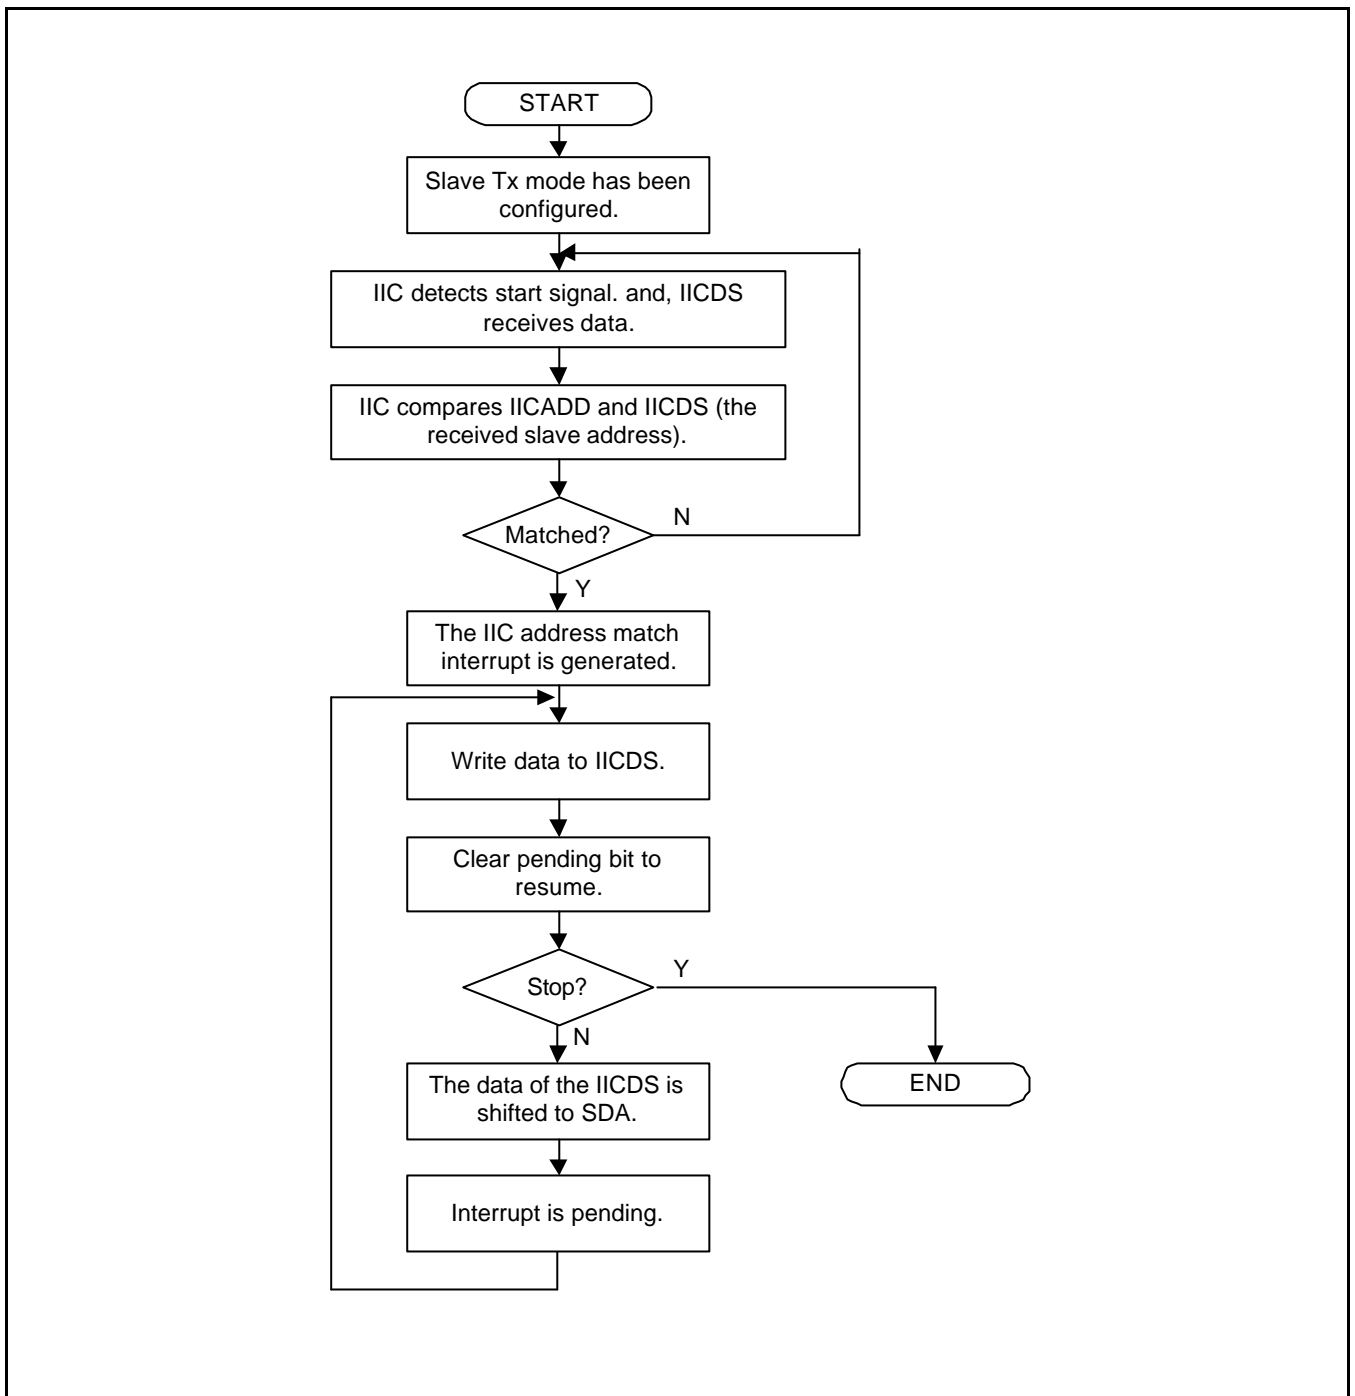 START
Slave Tx mode has been
configured.
IIC detects start signal. and, IICDS
receives data.
IIC compares IICADD and IICDS (the
received slave address).
Matched?
N
Y
The IIC address match
interrupt is generated.
Write data to IICDS.
Clear pending bit to
resume.
Stop?
Y
N
The data of the IICDS is
shifted to SDA.
END
Interrupt is pending.